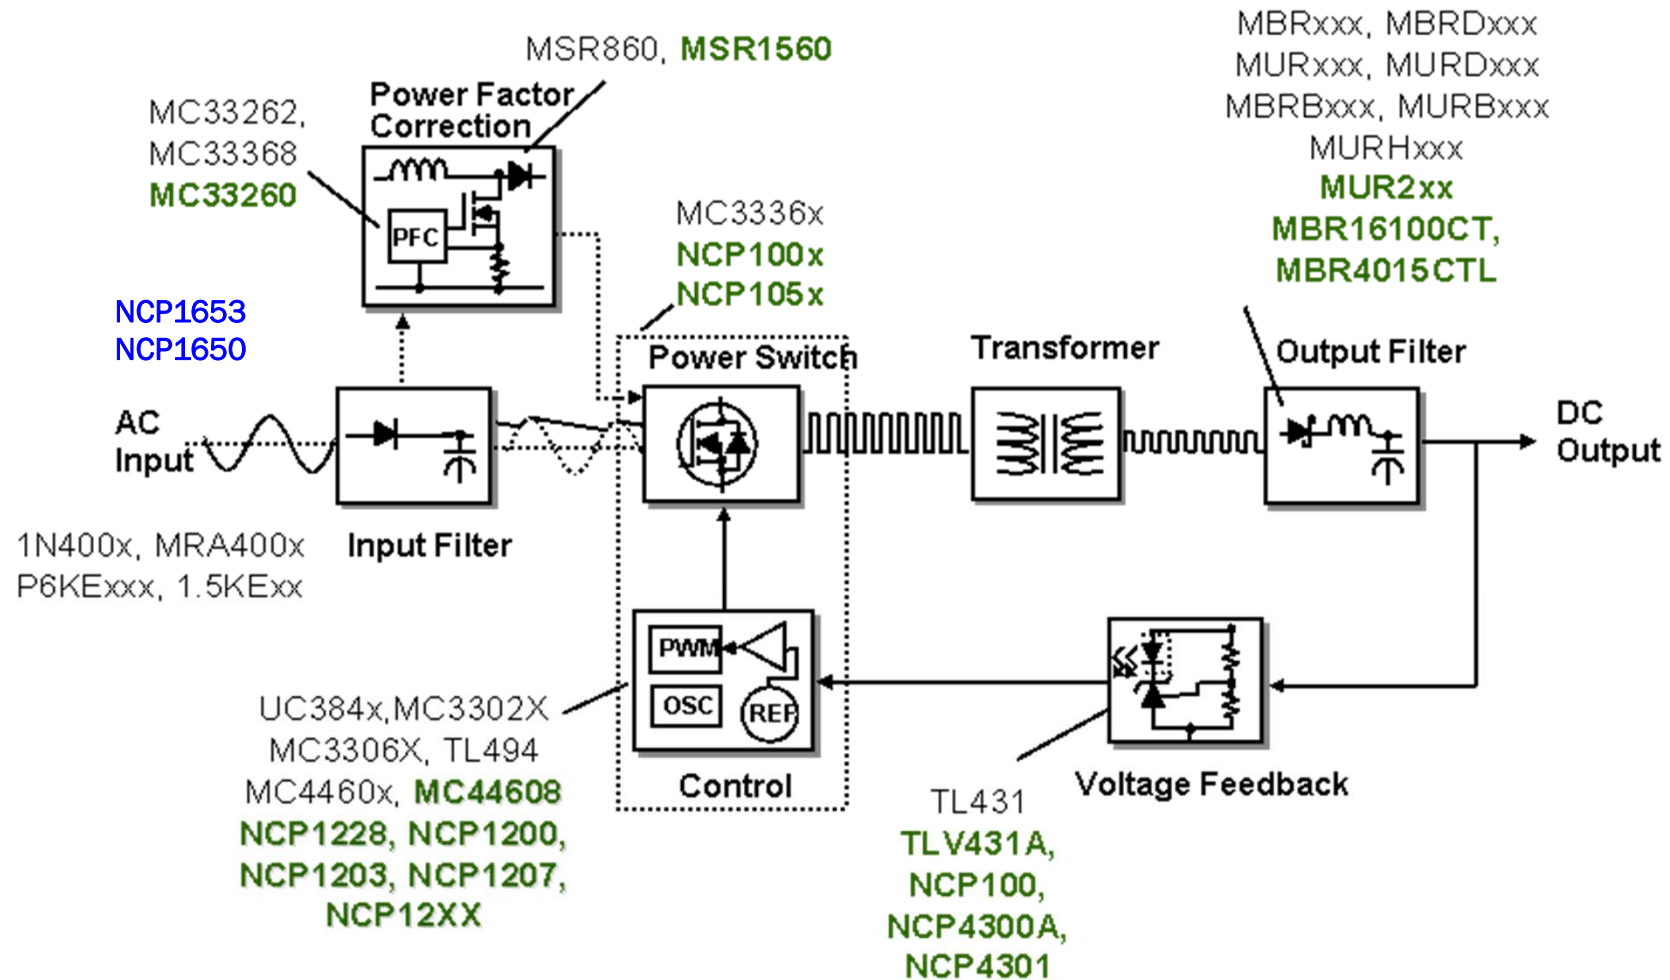 MSR860, MSR1560
MBRxxx, MBRDxxx
MURxxx, MURDxxx
MBRBxxx, MURBxxx
MURHxxx
MUR2xx
MBR16100CT,
MBR4015CTL
Power Factor
Correction
MC33262,
MC33368
MC33260
PFC
MC3336x
NCP100x
NCP105x
NCP1653
NCP1650
Power Switch
Transformer
Output Filter
AC
Input
DC
Output
1N400x, MRA400x
P6KExxx, 1.5KExx
Input Filter
PWM
OSC
REF
Control
UC384x,MC3302X
MC3306X, TL494
MC4460x, MC44608
NCP1228, NCP1200,
NCP1203, NCP1207,
NCP12XX
Voltage Feedback
TL431
TLV431A,
NCP100,
NCP4300A,
NCP4301